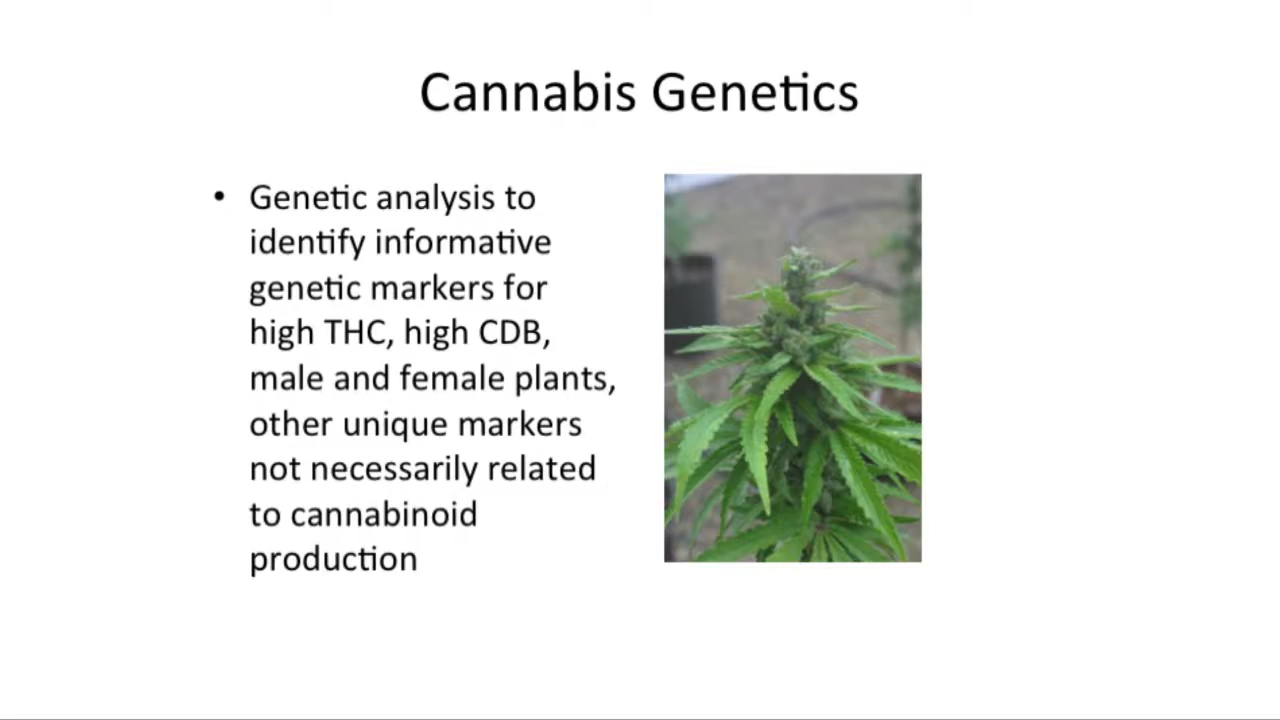 Cannabis Genetics
• Genetic analysis to
identify informative
genetic markers for
high THC, high CDB,
male and female plants,
other unique markers
not necessarily related
to cannabinoid
production